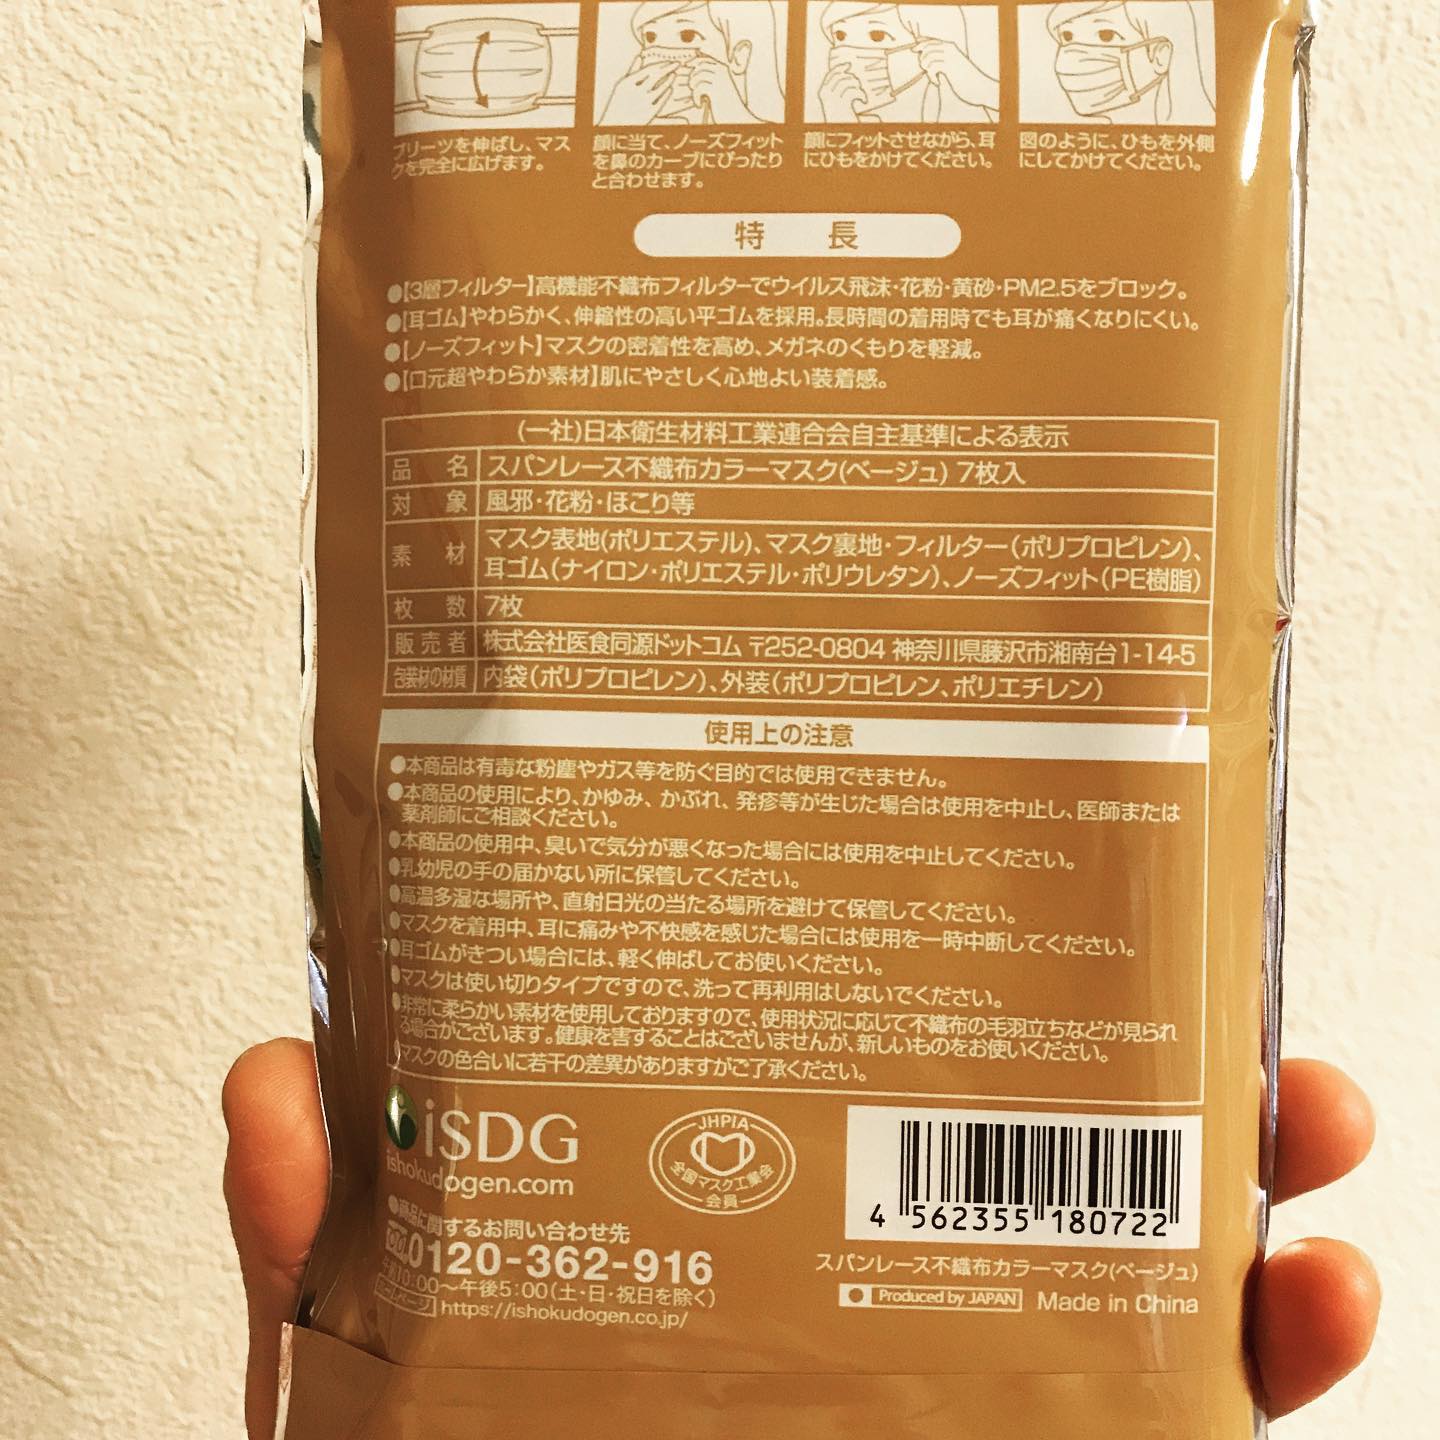 プリーツを伸ばし、マス
クを完全に広げます。
顔に当て、ノーズフィット
を鼻のカーブにぴったり
と合わせます。
顔にフィットさせながら、耳
にひもをかけてください。
図のように、ひもを外側
にしてかけてください。
特 長
●【3層フィルター】高機能不織布フィルターでウイルス飛沫・花粉・黄砂・PM2.5をブロック。
●【耳ゴム】やわらかく、伸縮性の高い平ゴムを採用。長時間の着用時でも耳が痛くなりにくい。
●【ノーズフィット】マスクの密着性を高め、メガネのくもりを軽減。
●【口元超やわらか素材】肌にやさしく心地よい装着感。
(一社)日本衛生材料工業連合会自主基準による表示
品 名 スパンレース不織布カラーマスク(ベージュ) 7枚入
対 象 風邪・花粉・ほこり等
素 材 マスク表地(ポリエステル)、マスク裏地・フィルター(ポリプロピレン)、
耳ゴム(ナイロン・ポリエステル・ポリウレタン)、ノーズフィット(PE樹脂)
枚 数 7枚
販売者 株式会社医食同源ドットコム 〒252-0804 神奈川県藤沢市湘南台1-14-5
包装材の材質 内袋(ポリプロピレン)、外装(ポリプロピレン、ポリエチレン)
使用上の注意
●本商品は有毒な粉塵やガス等を防ぐ目的では使用できません。
●本商品の使用により、かゆみ、かぶれ、発疹等が生じた場合は使用を中止し、医師または
薬剤師にご相談ください。
●本商品の使用中、臭いで気分が悪くなった場合には使用を中止してください。
●乳幼児の手の届かない所に保管してください。
●高温多湿な場所や、直射日光の当たる場所を避けて保管してください。
●マスクを着用中、耳に痛みや不快感を感じた場合には使用を一時中断してください。
●耳ゴムがきつい場合には、軽く伸ばしてお使いください。
●マスクは使い切りタイプですので、洗って再利用はしないでください。
●非常に柔らかい素材を使用しておりますので、使用状況に応じて不織布の毛羽立ちなどが見られ
る場合がございます。健康を害することはございませんが、新しいものをお使いください。
●マスクの色合いに若干の差異がありますがご了承ください。
iSDG
ishokudogen.com
JHPIA
全国マスク工業会
会員
4 562355 180722
●商品に関するお問い合わせ先
0120-362-916
午前10:00～午後5:00(土・日・祝日を除く)
ホームページ https://ishokudogen.co.jp/
スパンレース不織布カラーマスク(ベージュ)
Produced by JAPAN Made in China